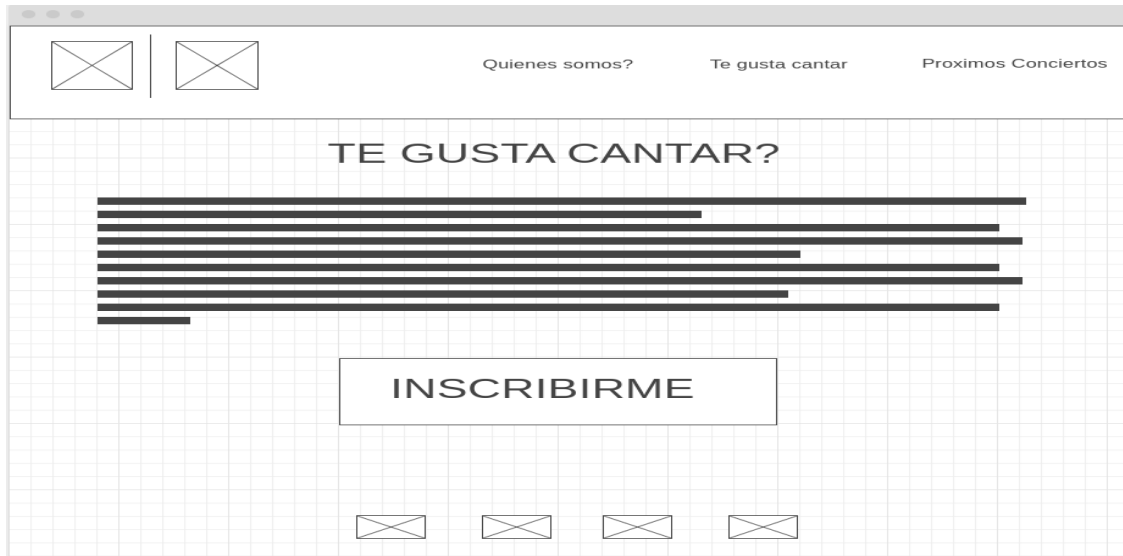 Quienes somos? Te gusta cantar Proximos Conciertos
TE GUSTA CANTAR?
INSCRIBIRME